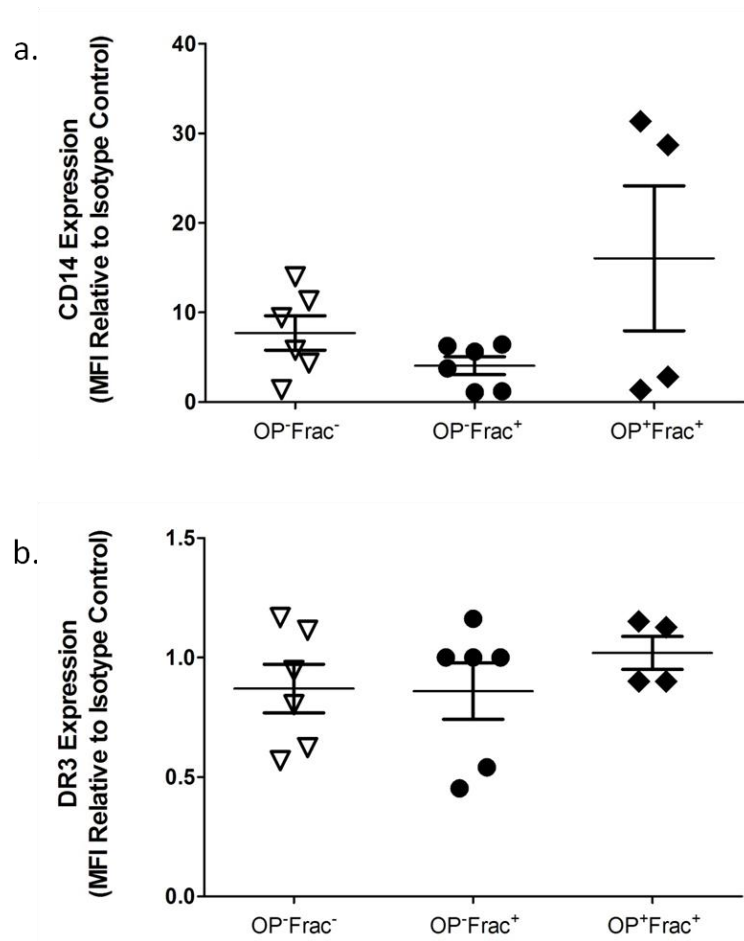 a.
CD14 Expression
(MFI Relative to Isotype Control)
40
30
20
10
0
OP⁻Frac⁻
OP⁻Frac⁺
OP⁺Frac⁺
b.
DR3 Expression
(MFI Relative to Isotype Control)
1.5
1.0
0.5
0.0
OP⁻Frac⁻
OP⁻Frac⁺
OP⁺Frac⁺